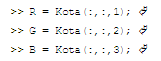 >> R = Kota(:,:,1);
>> G = Kota(:,:,2);
>> B = Kota(:,:,3);